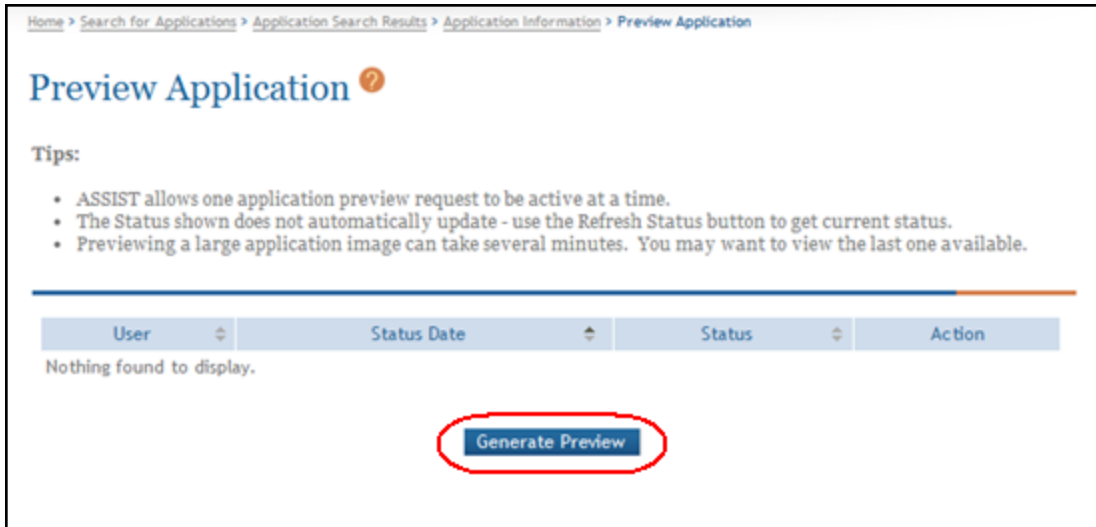 Home > Search for Applications > Application Search Results > Application Information > Preview Application
Preview Application ?
Tips:
• ASSIST allows one application preview request to be active at a time.
• The Status shown does not automatically update - use the Refresh Status button to get current status.
• Previewing a large application image can take several minutes. You may want to view the last one available.
User Status Date Status Action
Nothing found to display.
Generate Preview